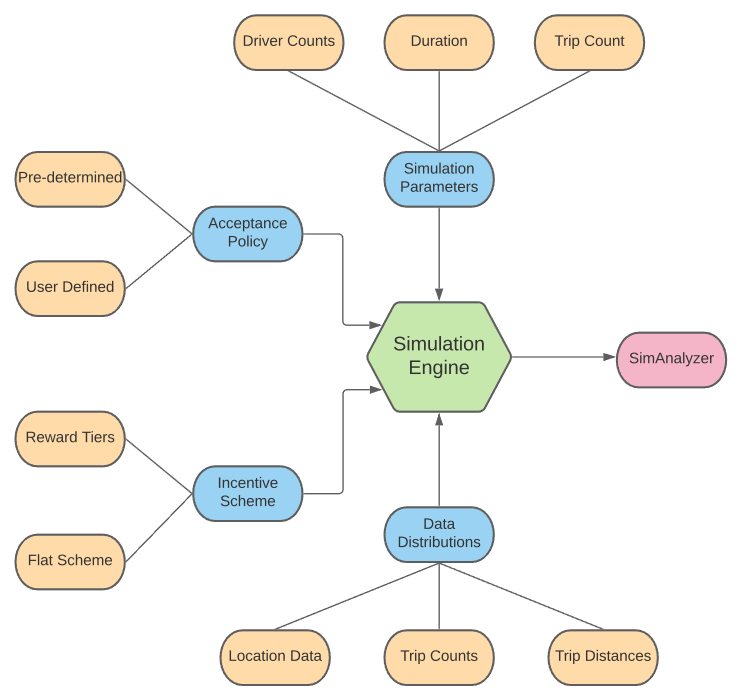 Driver Counts
Duration
Trip Count
Simulation
Parameters
Pre-determined
Acceptance
Policy
User Defined
Simulation
Engine
SimAnalyzer
Reward Tiers
Incentive
Scheme
Flat Scheme
Data
Distributions
Location Data
Trip Counts
Trip Distances